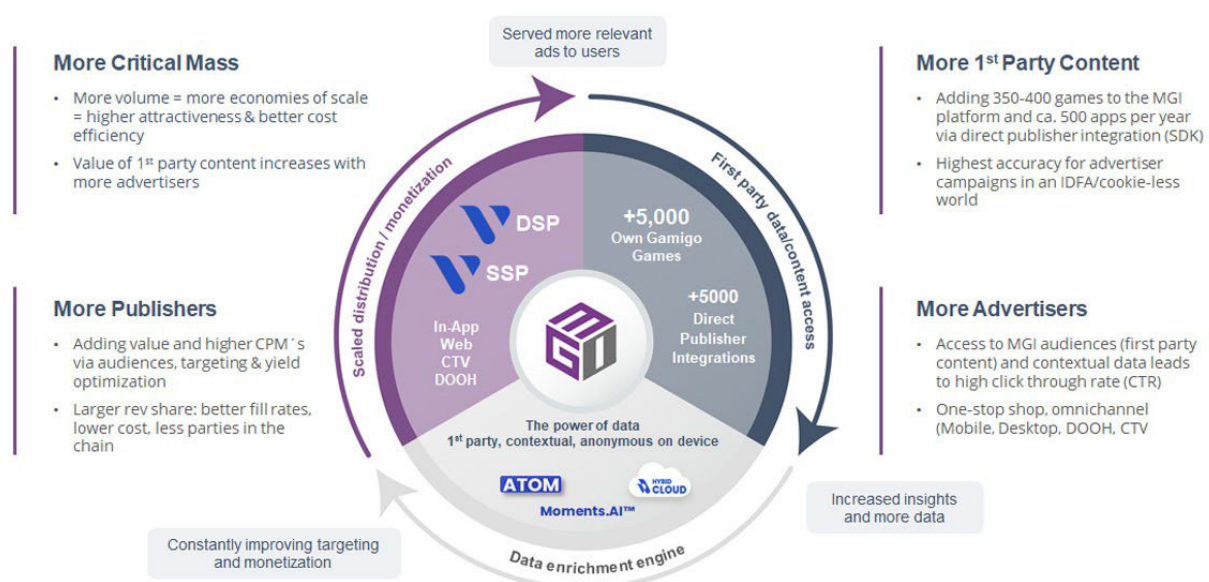 Served more relevant
ads to users
More Critical Mass
• More volume = more economies of scale
= higher attractiveness & better cost
efficiency
• Value of 1st party content increases with
more advertisers
More 1st Party Content
• Adding 350-400 games to the MGI
platform and ca. 500 apps per year
via direct publisher integration (SDK)
• Highest accuracy for advertiser
campaigns in an IDFA/cookie-less
world
Scaled distribution / monetization
First party data/content access
DSP
SSP
In-App
Web
CTV
DOOH
+5,000
Own Gamigo
Games
+5000
Direct
Publisher
Integrations
MGI
More Publishers
• Adding value and higher CPM´s
via audiences, targeting & yield
optimization
• Larger rev share: better fill rates,
lower cost, less parties in the
chain
More Advertisers
• Access to MGI audiences (first party
content) and contextual data leads
to high click through rate (CTR)
• One-stop shop, omnichannel
(Mobile, Desktop, DOOH, CTV
The power of data
1st party, contextual, anonymous on device
ATOM
HYBID
CLOUD
Moments.AI™
Data enrichment engine
Increased insights
and more data
Constantly improving targeting
and monetization